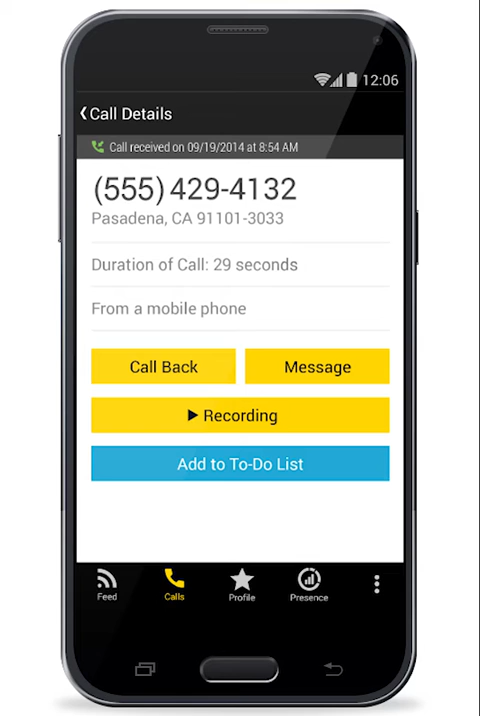 12:06
Call Details
Call received on 09/19/2014 at 8:54 AM
(555) 429-4132
Pasadena, CA 91101-3033
Duration of Call: 29 seconds
From a mobile phone
Call Back Message
Recording
Add to To-Do List
Feed Calls Profile Presence